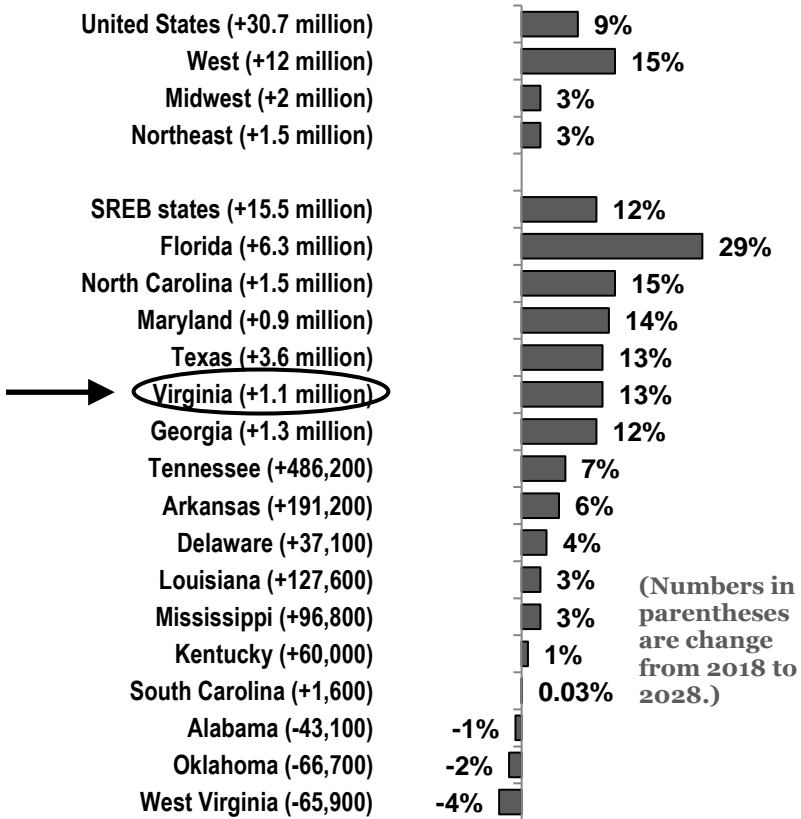 United States (+30.7 million) 9%
West (+12 million) 15%
Midwest (+2 million) 3%
Northeast (+1.5 million) 3%
SREB states (+15.5 million) 12%
Florida (+6.3 million) 29%
North Carolina (+1.5 million) 15%
Maryland (+0.9 million) 14%
Texas (+3.6 million) 13%
Virginia (+1.1 million) 13%
Georgia (+1.3 million) 12%
Tennessee (+486,200) 7%
Arkansas (+191,200) 6%
Delaware (+37,100) 4%
Louisiana (+127,600) 3%
Mississippi (+96,800) 3%
Kentucky (+60,000) 1%
South Carolina (+1,600) 0.03%
Alabama (-43,100) -1%
Oklahoma (-66,700) -2%
West Virginia (-65,900) -4%
(Numbers in
parentheses
are change
from 2018 to
2028.)